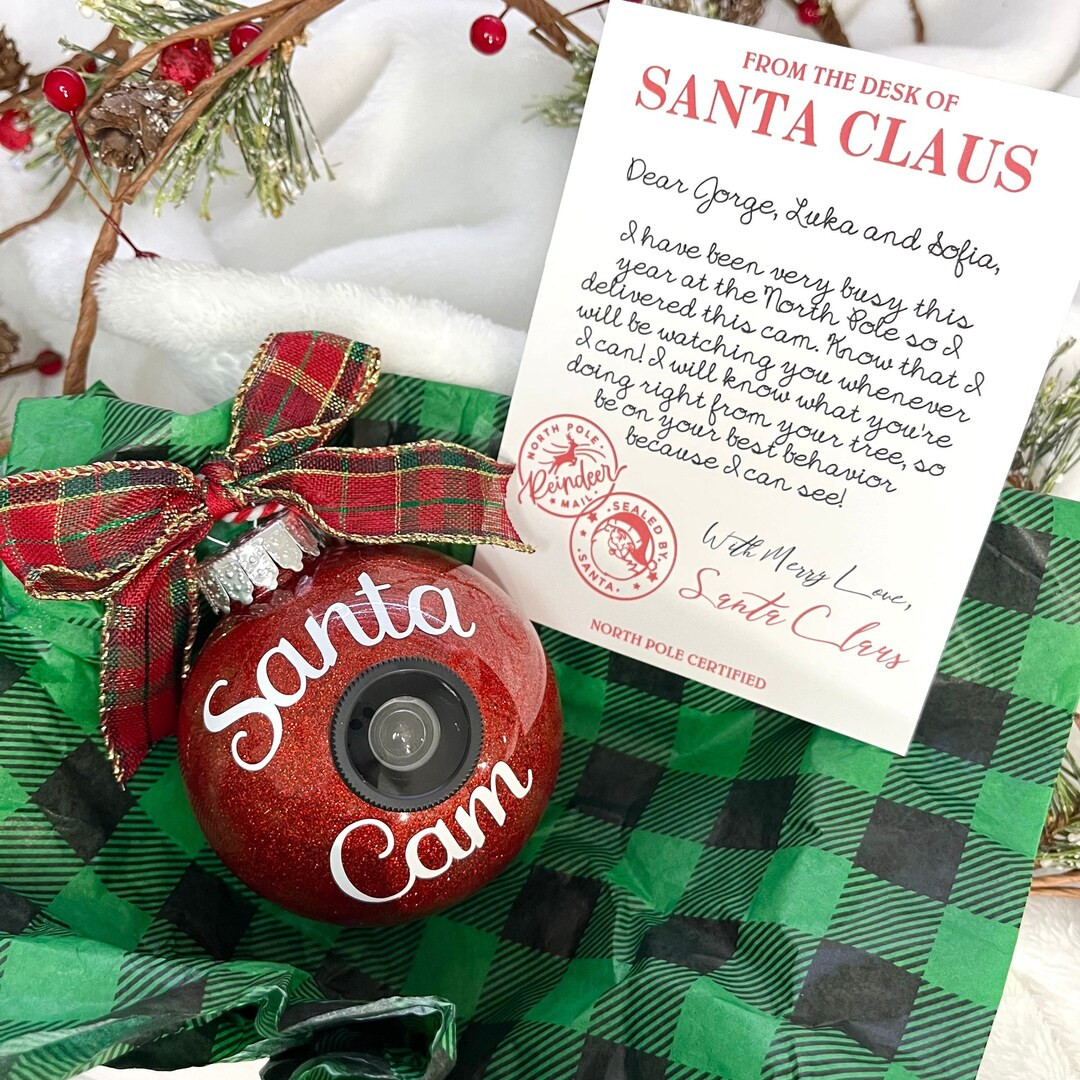 FROM THE DESK OF
SANTA CLAUS
Dear Jorge, Luka and Sofia,
I have been very busy this
year at the North Pole so I
delivered this cam. Know that I
will be watching you whenever
I can! I will know what you're
doing right from your tree, so
be on your best behavior
because I can see!
NORTH POLE
Reindeer
MAIL
SEALED BY
SANTA
With Merry Love,
Santa Claus
NORTH POLE CERTIFIED
Santa
Cam